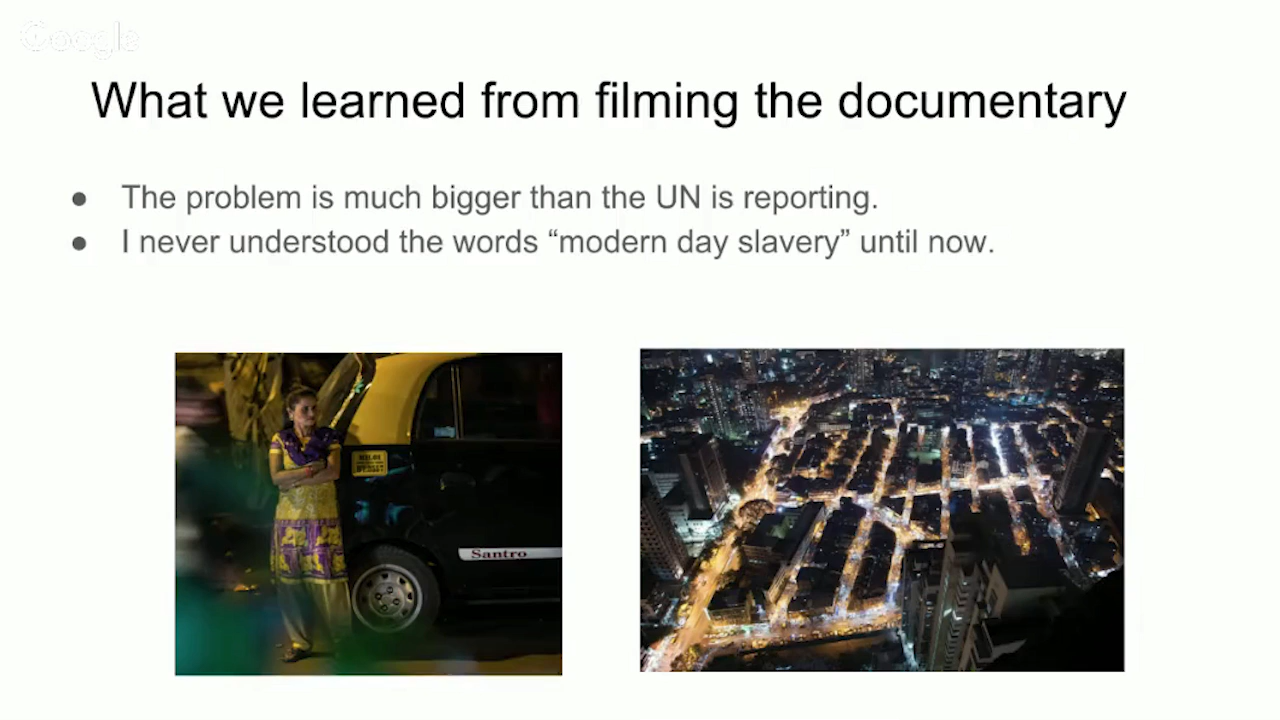 Google
What we learned from filming the documentary
● The problem is much bigger than the UN is reporting.
● I never understood the words “modern day slavery” until now.
Santro